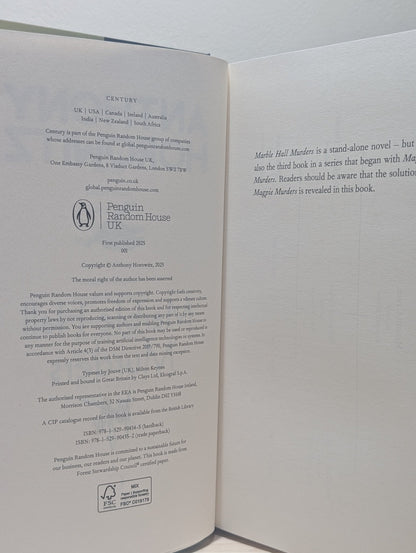 CENTURY
UK | USA | Canada | Ireland | Australia
India | New Zealand | South Africa
Century is part of the Penguin Random House group of companies
whose addresses can be found at global.penguinrandomhouse.com
Penguin Random House UK,
One Embassy Gardens, 8 Viaduct Gardens, London SW11 7BW
penguin.co.uk
global.penguinrandomhouse.com
Penguin
Random House
UK
First published 2025
001
Copyright © Anthony Horowitz, 2025
The moral right of the author has been asserted
Penguin Random House values and supports copyright. Copyright fuels creativity,
encourages diverse voices, promotes freedom of expression and supports a vibrant culture.
Thank you for purchasing an authorised edition of this book and for respecting intellectual
property laws by not reproducing, scanning or distributing any part of it by any means
without permission. You are supporting authors and enabling Penguin Random House to
continue to publish books for everyone. No part of this book may be used or reproduced in
any manner for the purpose of training artificial intelligence technologies or systems. In
accordance with Article 4(3) of the DSM Directive 2019/790, Penguin Random House
expressly reserves this work from the text and data mining exception.
Typeset by Jouve (UK), Milton Keynes
Printed and bound in Great Britain by Clays Ltd, Elcograf S.p.A.
The authorised representative in the EEA is Penguin Random House Ireland,
Morrison Chambers, 32 Nassau Street, Dublin D02 YH68
A CIP catalogue record for this book is available from the British Library
ISBN: 978–1–529–90434–5 (hardback)
ISBN: 978–1–529–90435–2 (trade paperback)
Penguin Random House is committed to a sustainable future for
our business, our readers and our planet. This book is made from
Forest Stewardship Council® certified paper.
FSC
www.fsc.org
MIX
Paper | Supporting
responsible forestry
FSC® C018179
Marble Hall Murders is a stand-alone novel – but
also the third book in a series that began with Mag
Murders. Readers should be aware that the solution
Magpie Murders is revealed in this book.